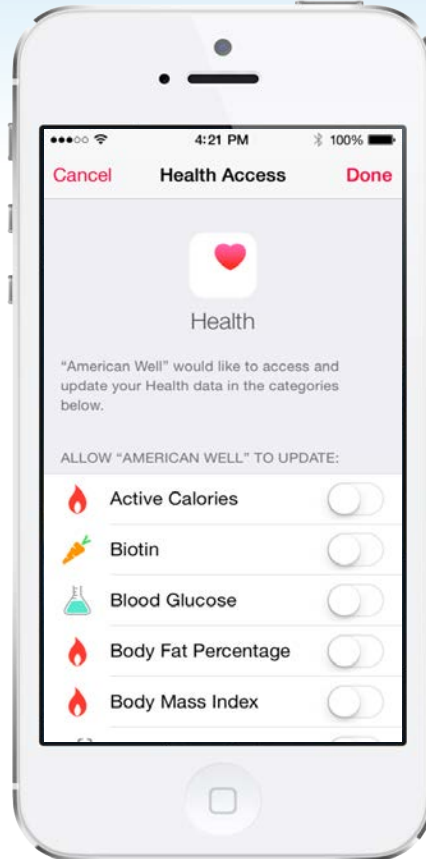 4:21 PM 100%
Cancel Health Access Done
Health
“American Well” would like to access and
update your Health data in the categories
below.
ALLOW “AMERICAN WELL” TO UPDATE:
Active Calories
Biotin
Blood Glucose
Body Fat Percentage
Body Mass Index